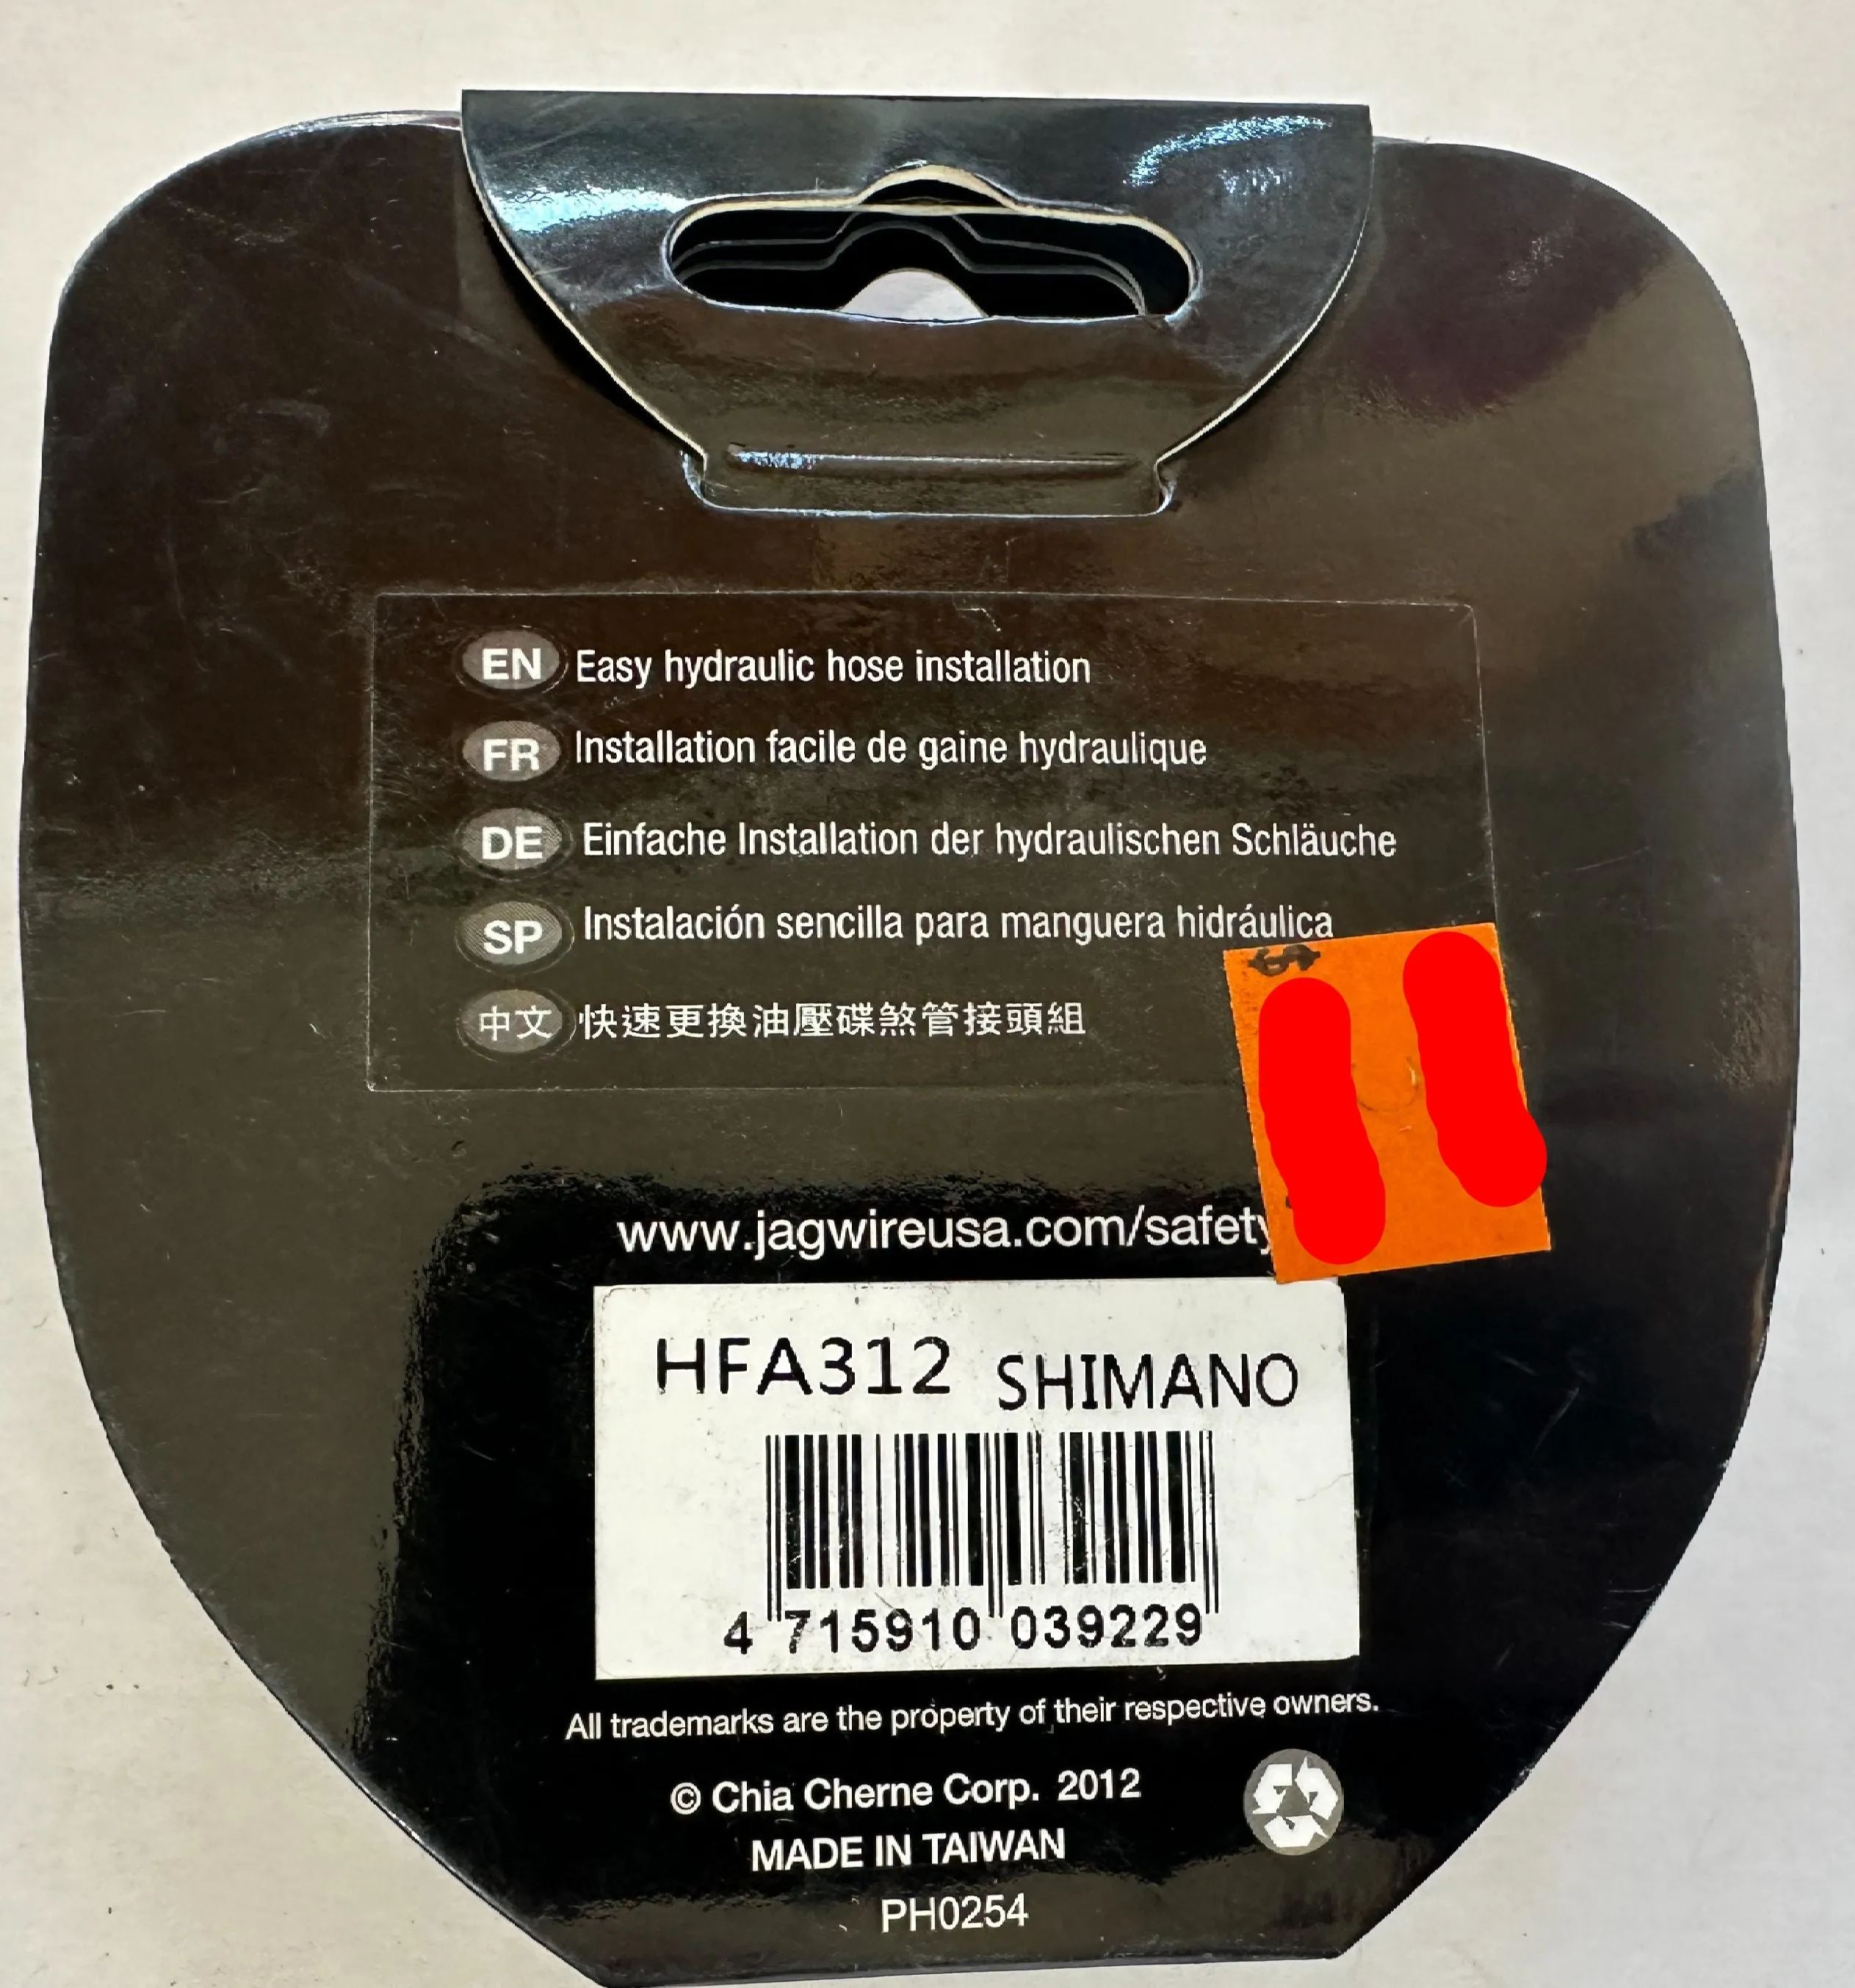 EN Easy hydraulic hose installation
FR Installation facile de gaine hydraulique
DE Einfache Installation der hydraulischen Schläuche
SP Instalación sencilla para manguera hidráulica
$
中文 快速更換油壓碟煞管接頭組
www.jagwireusa.com/safety
HFA312 SHIMANO
4 715910 039229
All trademarks are the property of their respective owners.
© Chia Cherne Corp. 2012
MADE IN TAIWAN
PH0254